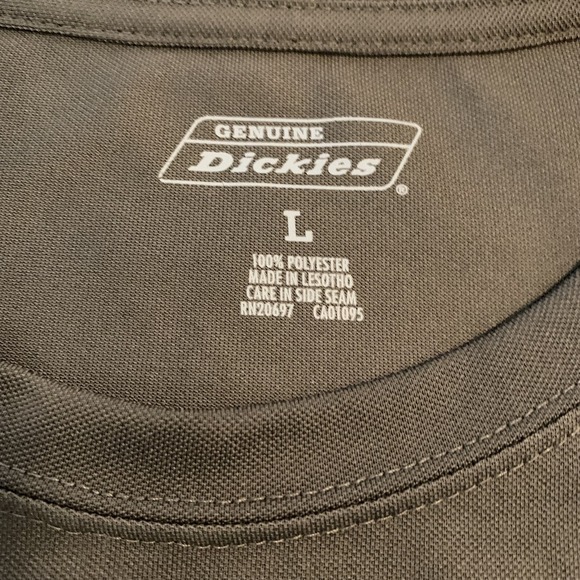 GENUINE
Dickies®
L
100% POLYESTER
MADE IN LESOTHO
CARE IN SIDE SEAM
RN20697 CA01095